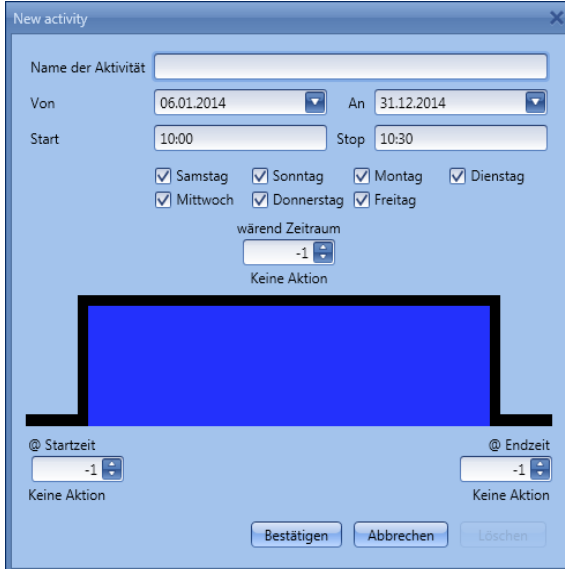 New activity
Name der Aktivität
Von 06.01.2014 An 31.12.2014
Start 10:00 Stop 10:30
Samstag Sonntag Montag Dienstag
Mittwoch Donnerstag Freitag
wärend Zeitraum
-1
Keine Aktion
@ Startzeit @ Endzeit
-1 -1
Keine Aktion Keine Aktion
Bestätigen Abbrechen Löschen